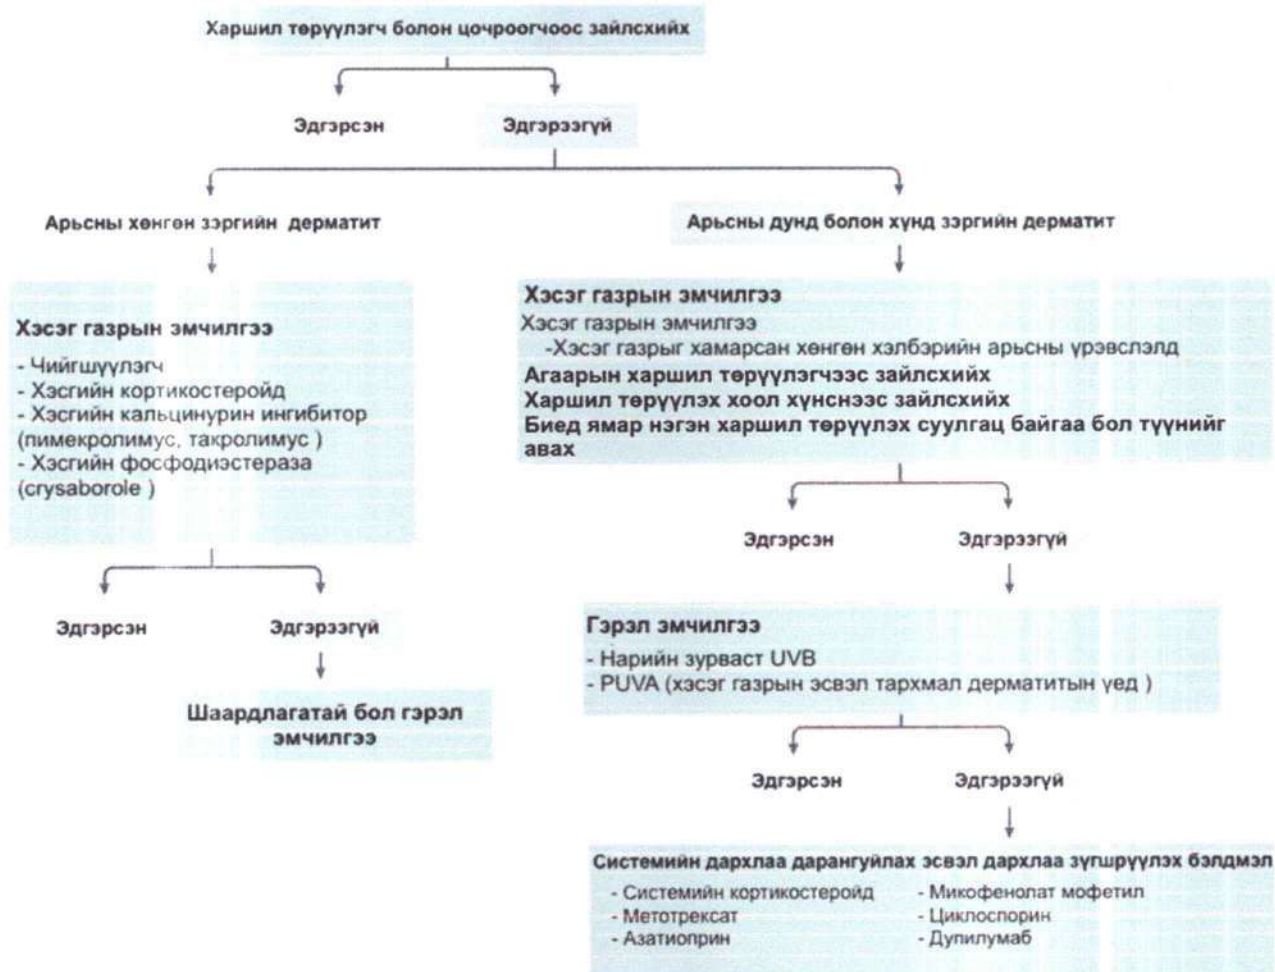 Харшил төрүүлэгч болон цочроогчоос зайлсхийх
Эдгэрсэн
Эдгэрээгүй
Арьсны хөнгөн зэргийн дерматит
Арьсны дунд болон хүнд зэргийн дерматит
Хэсэг газрын эмчилгээ
- Чийгшүүлэгч
- Хэсгийн кортикостеройд
- Хэсгийн кальцинурин ингибитор
(пимекролимус, такролимус )
- Хэсгийн фосфодиэстераза
(crysaborole )
Хэсэг газрын эмчилгээ
Хэсэг газрын эмчилгээ
-Хэсэг газрыг хамарсан хөнгөн хэлбэрийн арьсны үрэвслэлд
Агаарын харшил төрүүлэгчээс зайлсхийх
Харшил төрүүлэх хоол хүнснээс зайлсхийх
Биед ямар нэгэн харшил төрүүлэх суулгац байгаа бол түүнийг
авах
Эдгэрсэн
Эдгэрээгүй
Шаардлагатай бол гэрэл
эмчилгээ
Эдгэрсэн
Эдгэрээгүй
Гэрэл эмчилгээ
- Нарийн зурваст UVB
- PUVA (хэсэг газрын эсвэл тархмал дерматитын үед )
Эдгэрсэн
Эдгэрээгүй
Системийн дархлаа дарангуйлах эсвэл дархлаа зүгшрүүлэх бэлдмэл
- Системийн кортикостеройд
- Метотрексат
- Азатиоприн
- Микофенолат мофетил
- Циклоспорин
- Дупилумаб